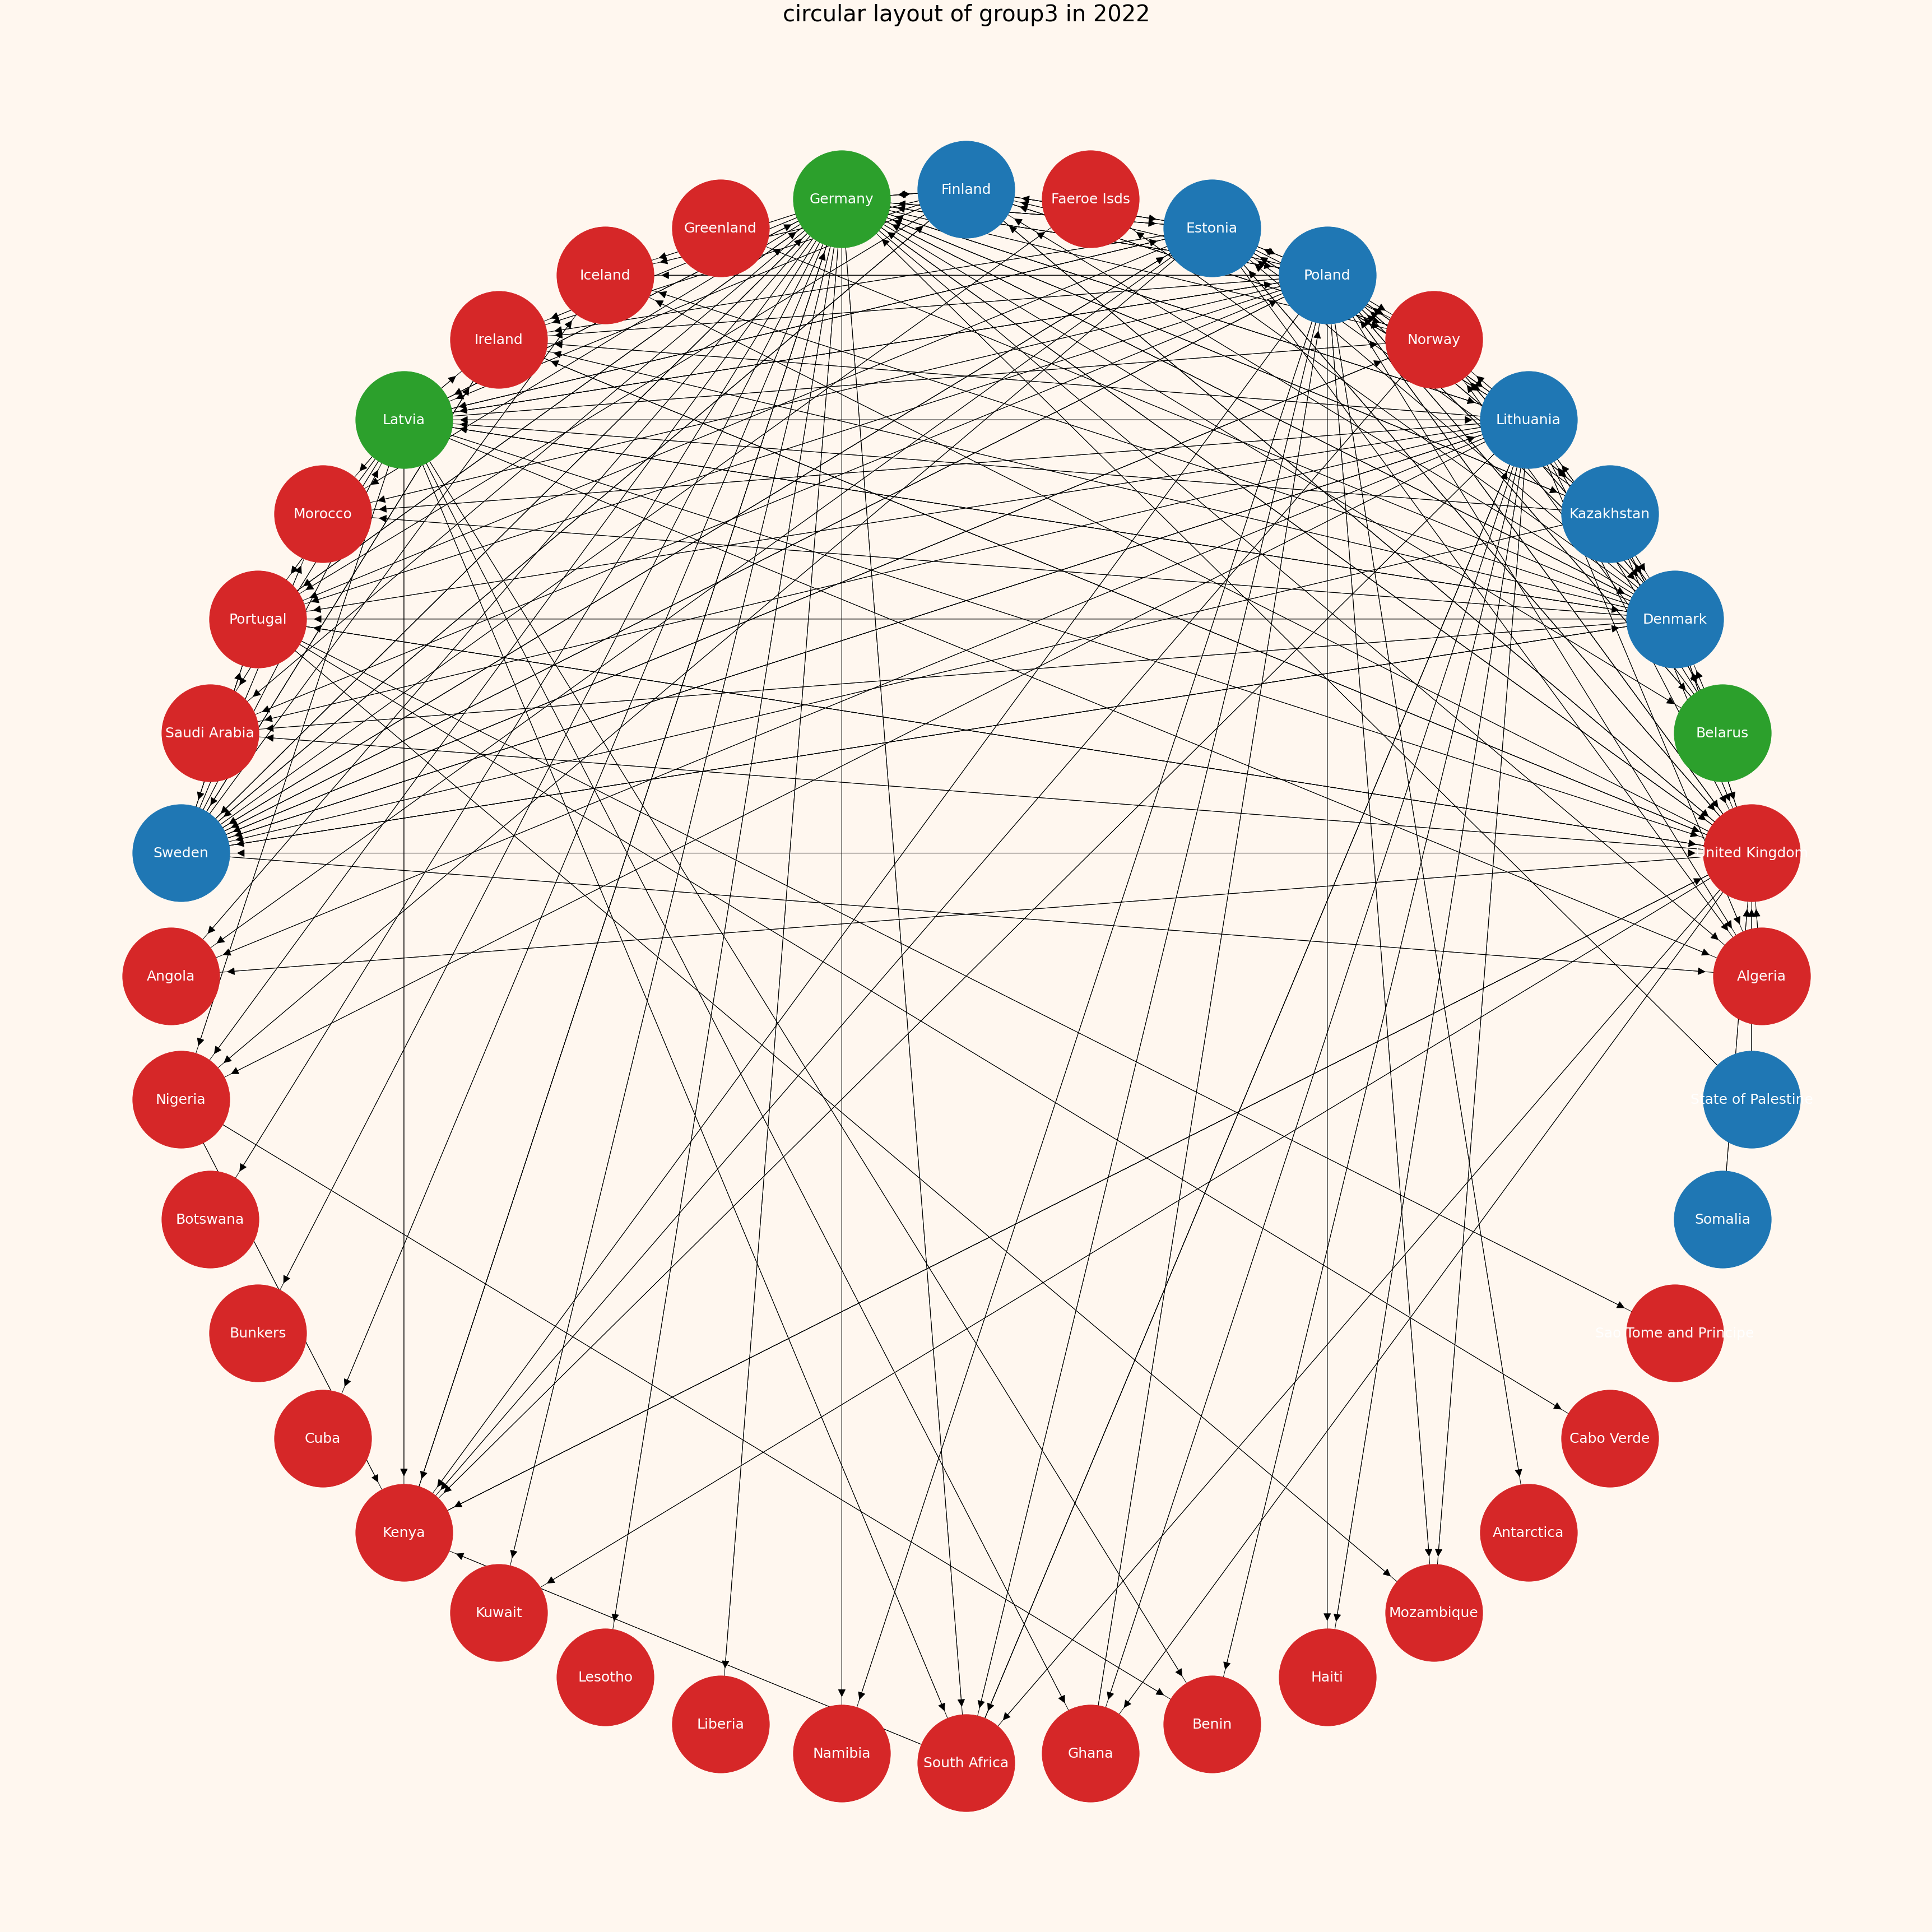 circular layout of group3 in 2022
Finland
Germany
Faeroe Isds
Greenland
Estonia
Iceland
Poland
Ireland
Norway
Latvia
Lithuania
Morocco
Kazakhstan
Portugal
Denmark
Saudi Arabia
Belarus
Sweden
United Kingdom
Angola
Algeria
Nigeria
State of Palestine
Botswana
Somalia
Bunkers
Sao Tome and Principe
Cuba
Cabo Verde
Kenya
Antarctica
Kuwait
Mozambique
Lesotho
Haiti
Liberia
Benin
Namibia
Ghana
South Africa